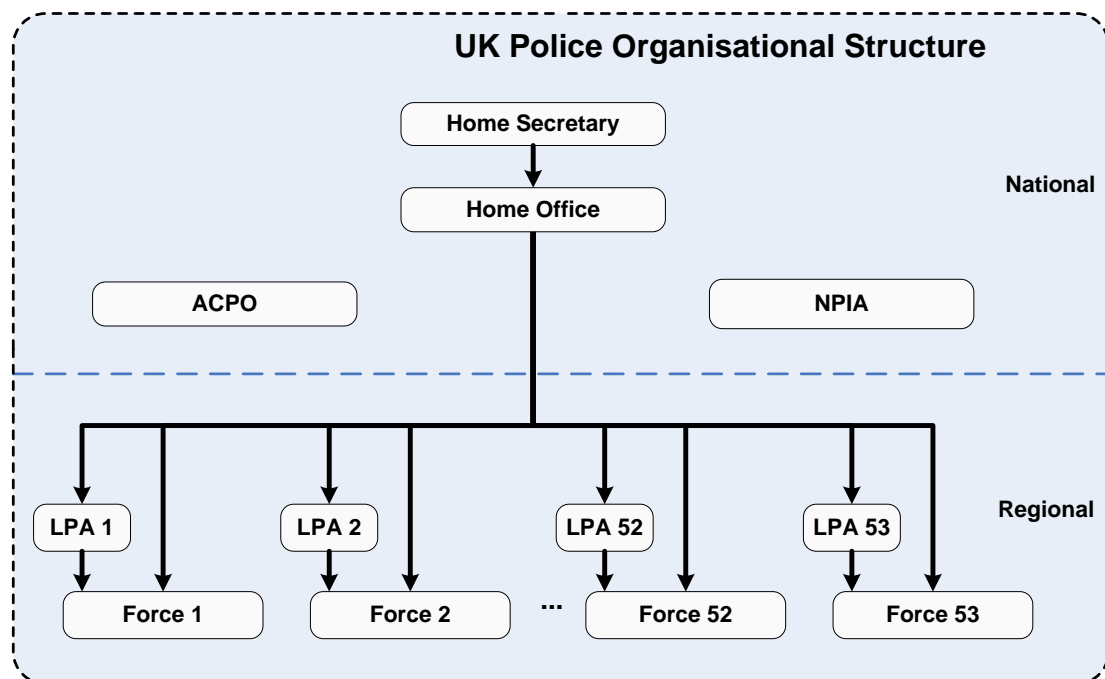 UK Police Organisational Structure
Home Secretary
National
Home Office
ACPO
NPIA
LPA 1
LPA 2
LPA 52
LPA 53
Regional
Force 1
Force 2
...
Force 52
Force 53